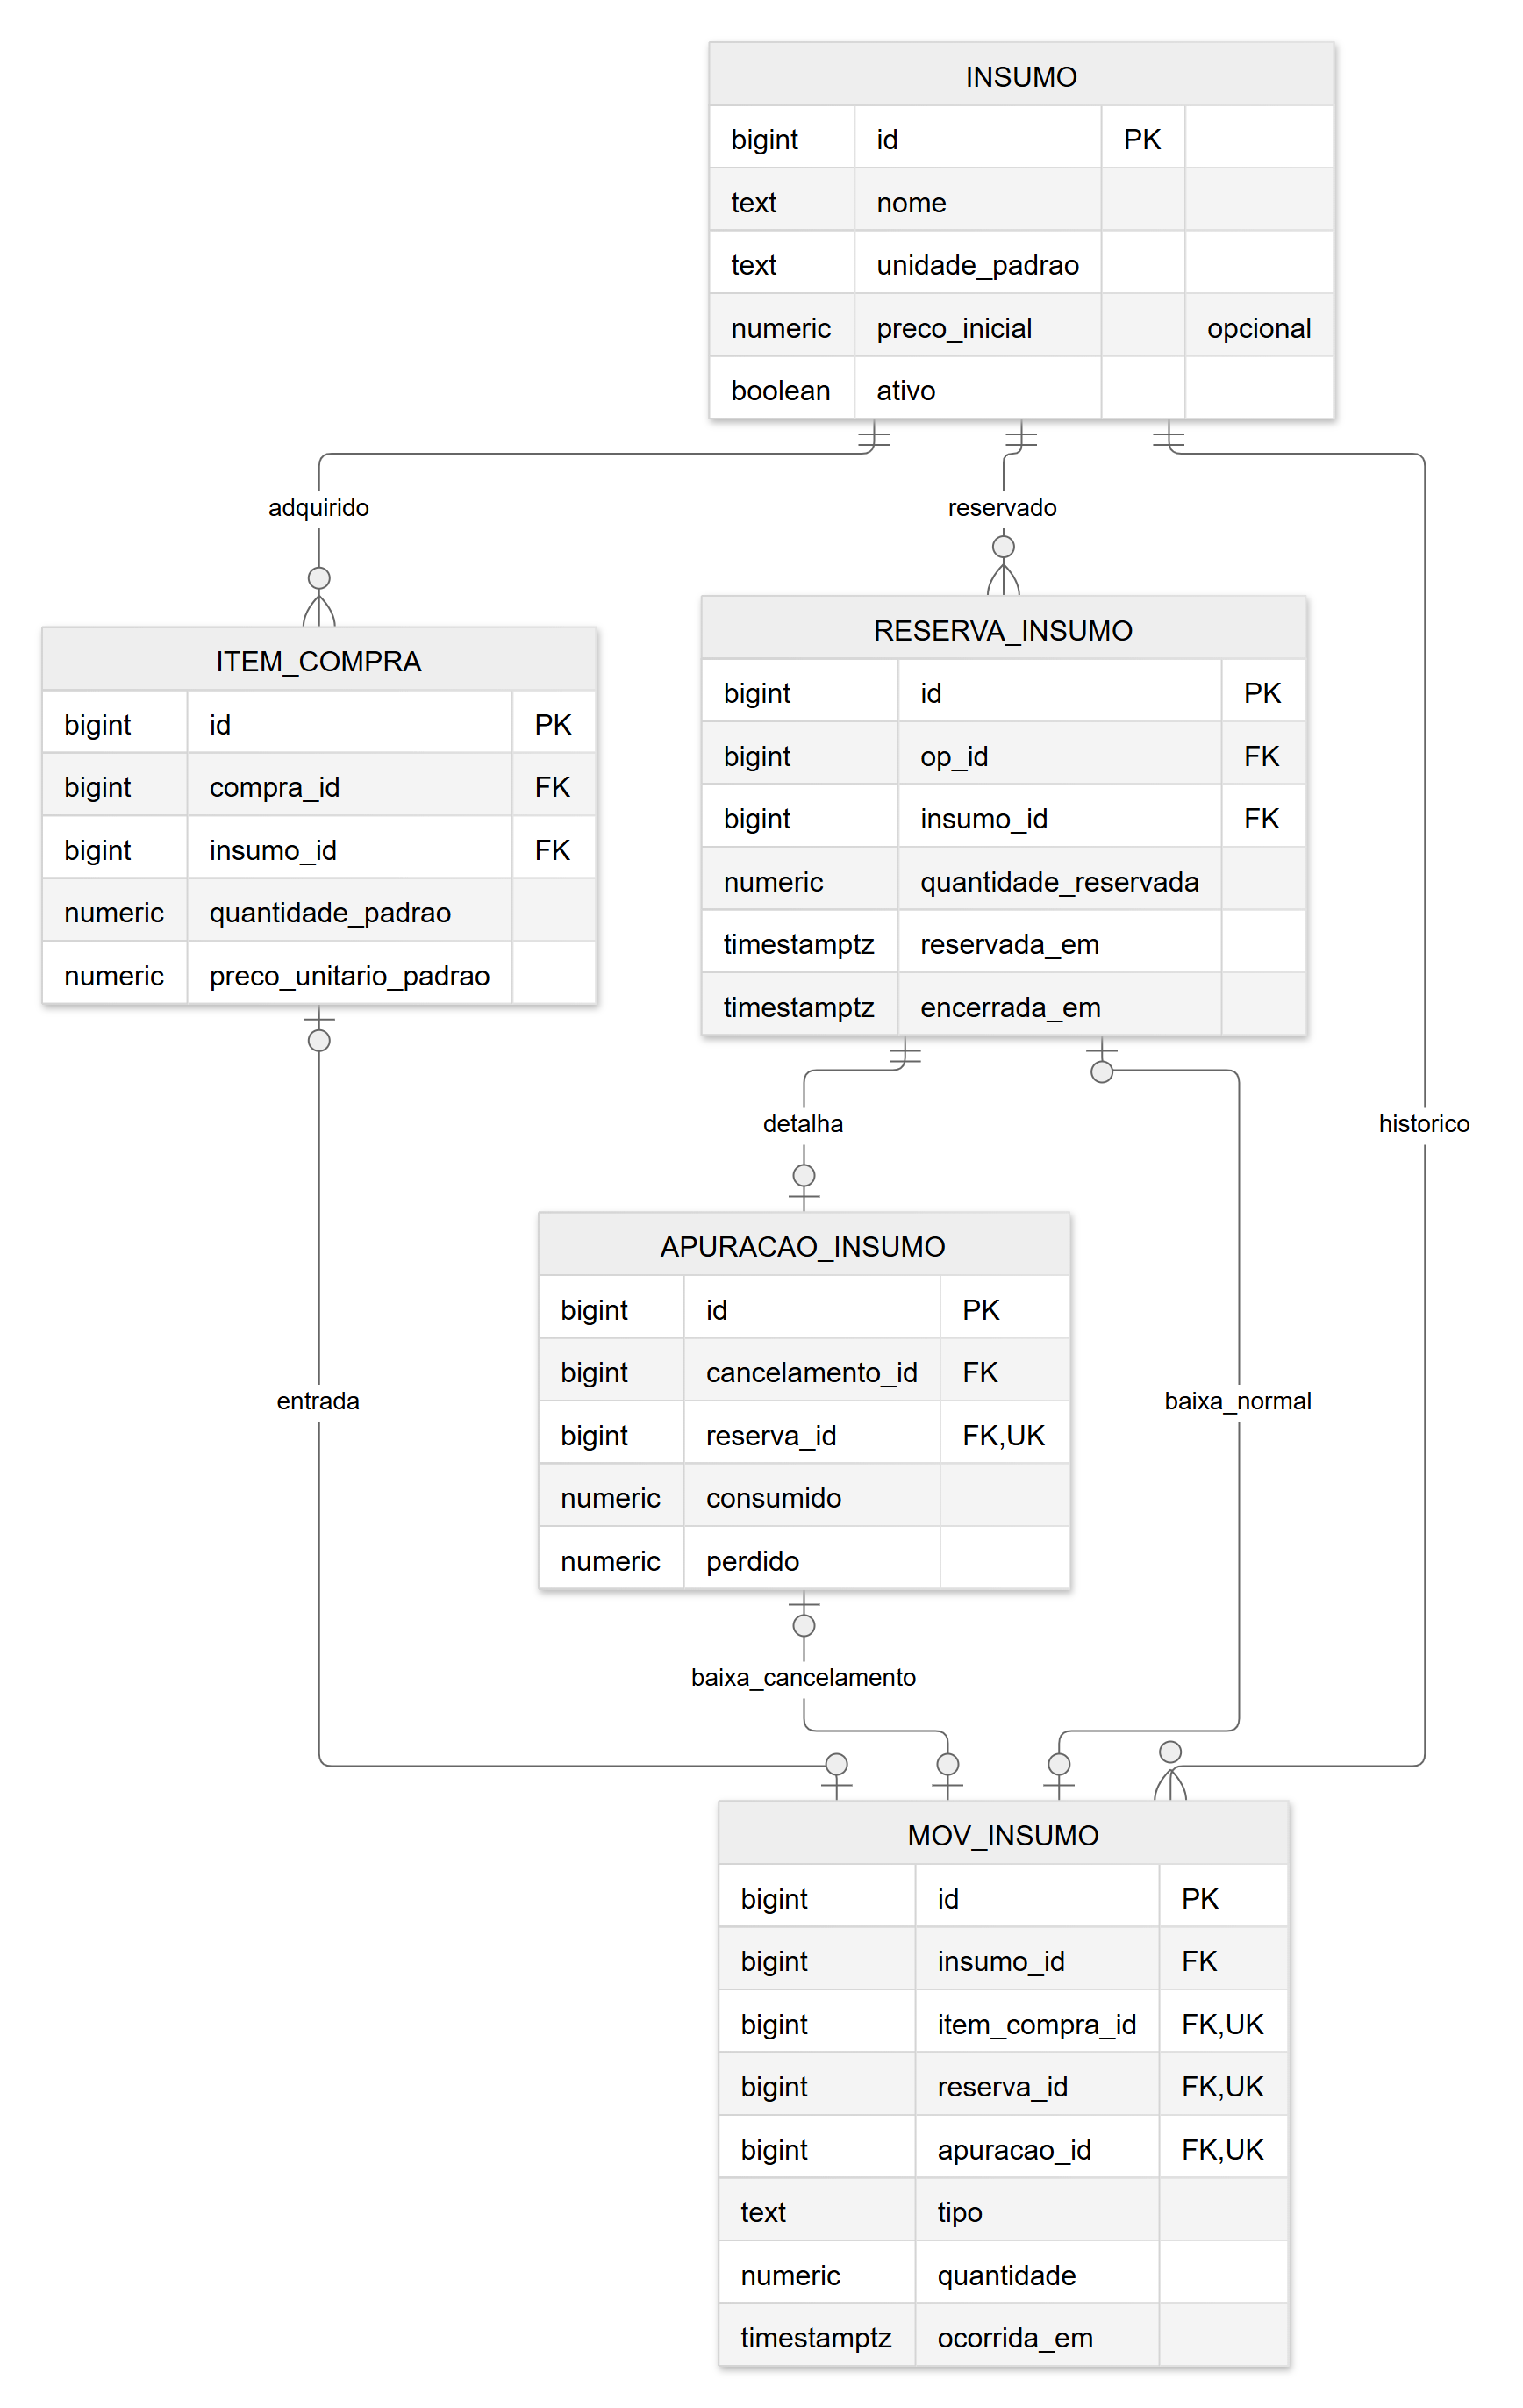 INSUMO
bigint id PK
text nome
text unidade_padrao
numeric preco_inicial opcional
boolean ativo
adquirido
reservado
ITEM_COMPRA
bigint id PK
bigint compra_id FK
bigint insumo_id FK
numeric quantidade_padrao
numeric preco_unitario_padrao
RESERVA_INSUMO
bigint id PK
bigint op_id FK
bigint insumo_id FK
numeric quantidade_reservada
timestamptz reservada_em
timestamptz encerrada_em
detalha
historico
APURACAO_INSUMO
bigint id PK
bigint cancelamento_id FK
bigint reserva_id FK,UK
numeric consumido
numeric perdido
entrada
baixa_normal
baixa_cancelamento
MOV_INSUMO
bigint id PK
bigint insumo_id FK
bigint item_compra_id FK,UK
bigint reserva_id FK,UK
bigint apuracao_id FK,UK
text tipo
numeric quantidade
timestamptz ocorrida_em